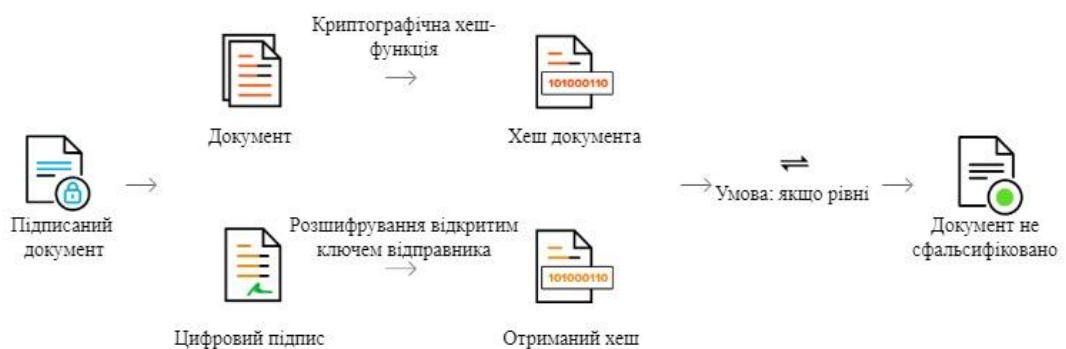 Криптографічна хеш-
функція
101000110
Документ
Хеш документа
Умова: якщо рівні
Підписаний
документ
Розшифрування відкритим
ключем відправника
101000110
Документ не
сфальсифіковано
Цифровий підпис
Отриманий хеш